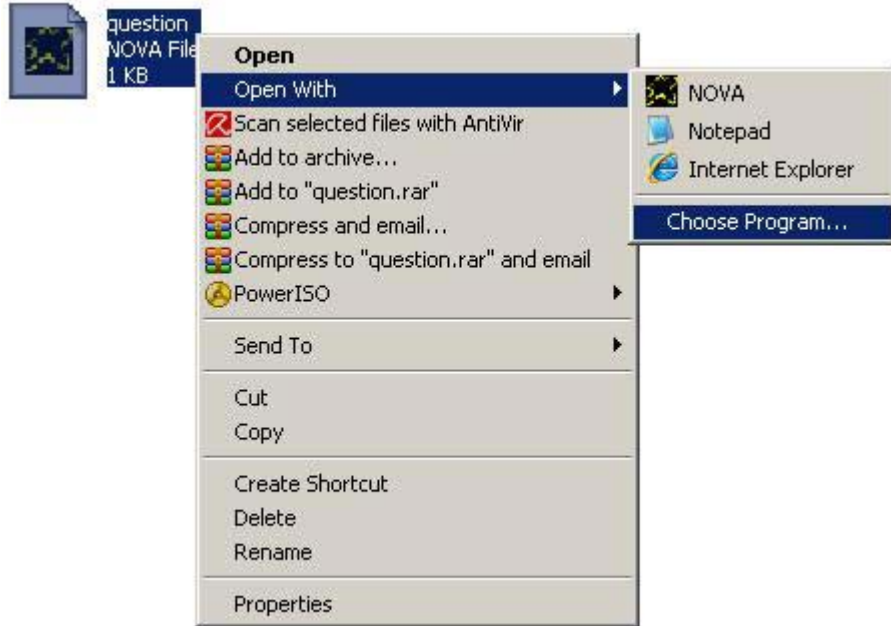 question
NOVA File
1 KB
Open
Open With
Scan selected files with AntiVir
Add to archive...
Add to "question.rar"
Compress and email...
Compress to "question.rar" and email
PowerISO
Send To
Cut
Copy
Create Shortcut
Delete
Rename
Properties
NOVA
Notepad
Internet Explorer
Choose Program...